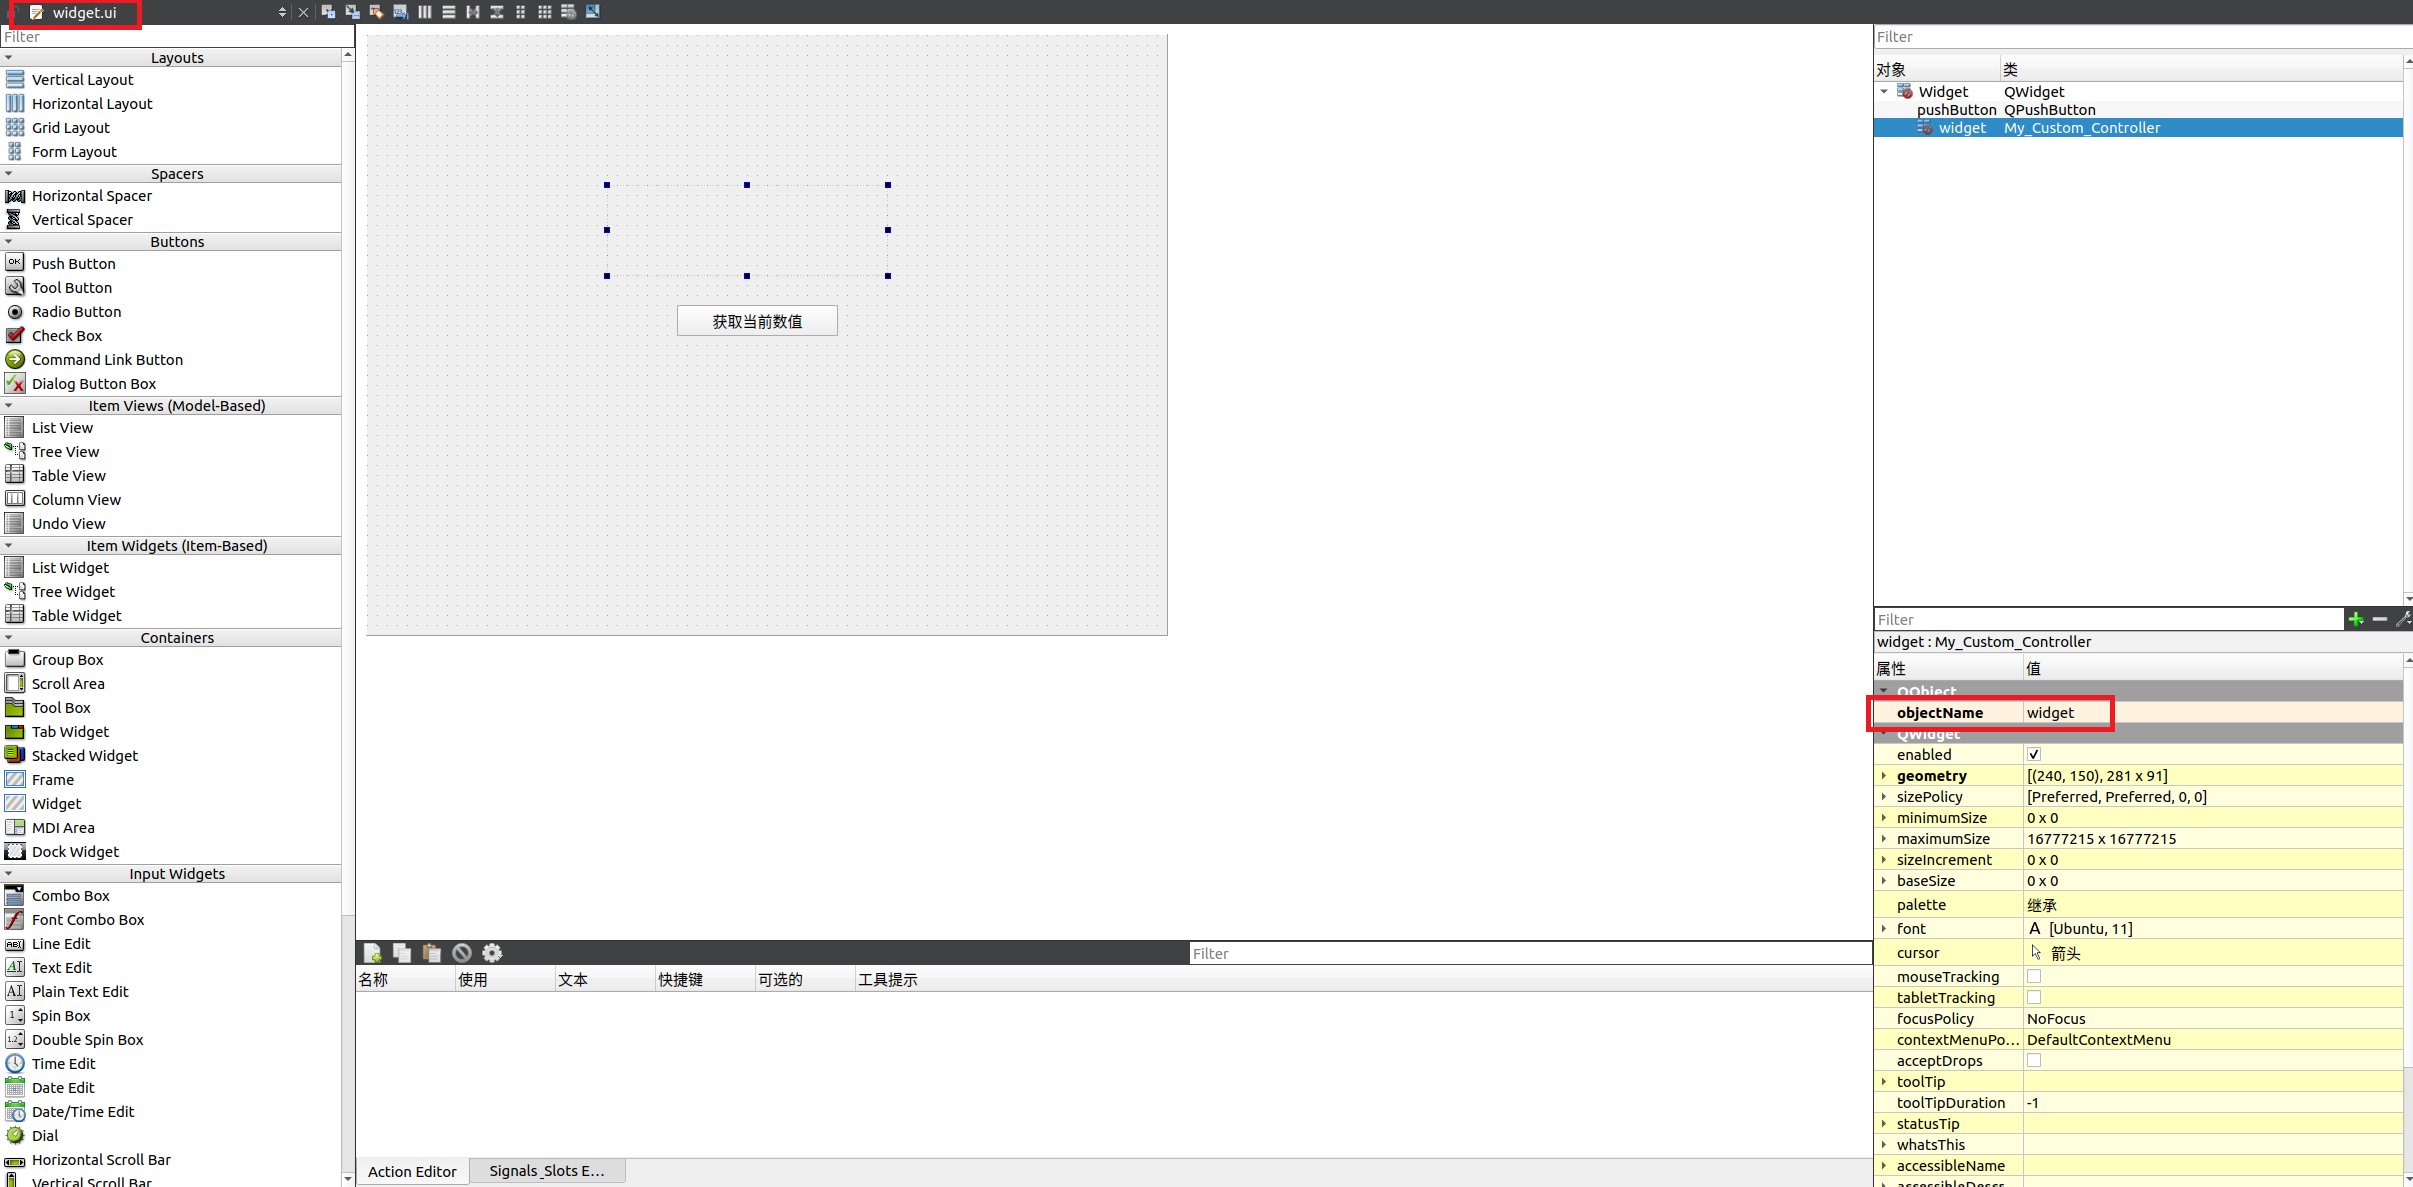 widget.ui
Filter
Layouts
Vertical Layout
Horizontal Layout
Grid Layout
Form Layout
Spacers
Horizontal Spacer
Vertical Spacer
Buttons
Push Button
Tool Button
Radio Button
Check Box
Command Link Button
Dialog Button Box
Item Views (Model-Based)
List View
Tree View
Table View
Column View
Undo View
Item Widgets (Item-Based)
List Widget
Tree Widget
Table Widget
Containers
Group Box
Scroll Area
Tool Box
Tab Widget
Stacked Widget
Frame
Widget
MDI Area
Dock Widget
Input Widgets
Combo Box
Font Combo Box
Line Edit
Text Edit
Plain Text Edit
Spin Box
Double Spin Box
Time Edit
Date Edit
Date/Time Edit
Dial
Horizontal Scroll Bar
Vertical Scroll Bar
获取当前数值
Filter
名称 使用 文本 快捷键 可选的 工具提示
Action Editor Signals_Slots E...
Filter
对象 类
Widget QWidget
pushButton QPushButton
widget My_Custom_Controller
Filter
widget : My_Custom_Controller
属性 值
QObject
objectName widget
QWidget
enabled
geometry [(240, 150), 281 x 91]
sizePolicy [Preferred, Preferred, 0, 0]
minimumSize 0 x 0
maximumSize 16777215 x 16777215
sizeIncrement 0 x 0
baseSize 0 x 0
palette 继承
font A [Ubuntu, 11]
cursor 箭头
mouseTracking
tabletTracking
focusPolicy NoFocus
contextMenuPo... DefaultContextMenu
acceptDrops
toolTip
toolTipDuration -1
statusTip
whatsThis
accessibleName